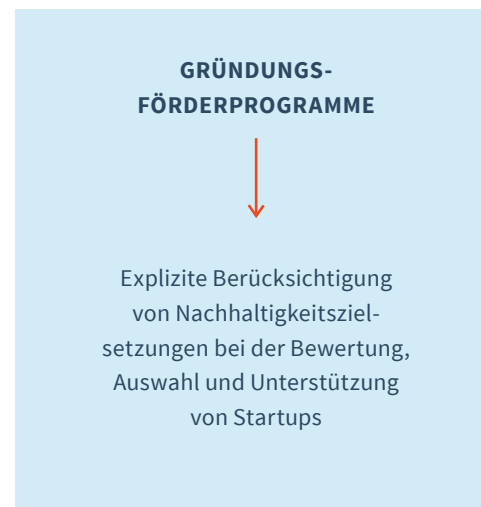 GRÜNDUNGS-
FÖRDERPROGRAMME
Explizite Berücksichtigung
von Nachhaltigkeitsziel-
setzungen bei der Bewertung,
Auswahl und Unterstützung
von Startups